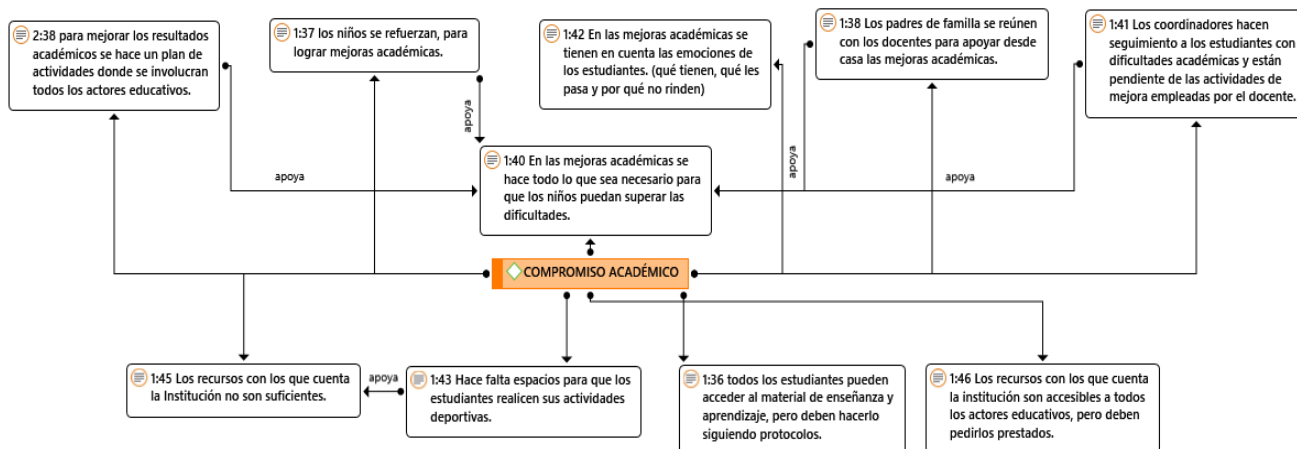 2:38 para mejorar los resultados
académicos se hace un plan de
actividades donde se involucran
todos los actores educativos.
1:37 los niños se refuerzan, para
lograr mejoras académicas.
1:42 En las mejoras académicas se
tienen en cuenta las emociones de
los estudiantes. (qué tienen, qué les
pasa y por qué no rinden)
1:38 Los padres de familla se reúnen
con los docentes para apoyar desde
casa las mejoras académicas.
1:41 Los coordinadores hacen
seguimiento a los estudiantes con
dificultades académicas y están
pendiente de las actividades de
mejora empleadas por el docente.
apoya
apoya
apoya
apoya
1:40 En las mejoras académicas se
hace todo lo que sea necesario para
que los niños puedan superar las
dificultades.
COMPROMISO ACADÉMICO
1:45 Los recursos con los que cuenta
la Institución no son suficientes.
apoya
1:43 Hace falta espacios para que los
estudiantes realicen sus actividades
deportivas.
1:36 todos los estudiantes pueden
acceder al material de enseñanza y
aprendizaje, pero deben hacerlo
siguiendo protocolos.
1:46 Los recursos con los que cuenta
la institución son accesibles a todos
los actores educativos, pero deben
pedirlos prestados.